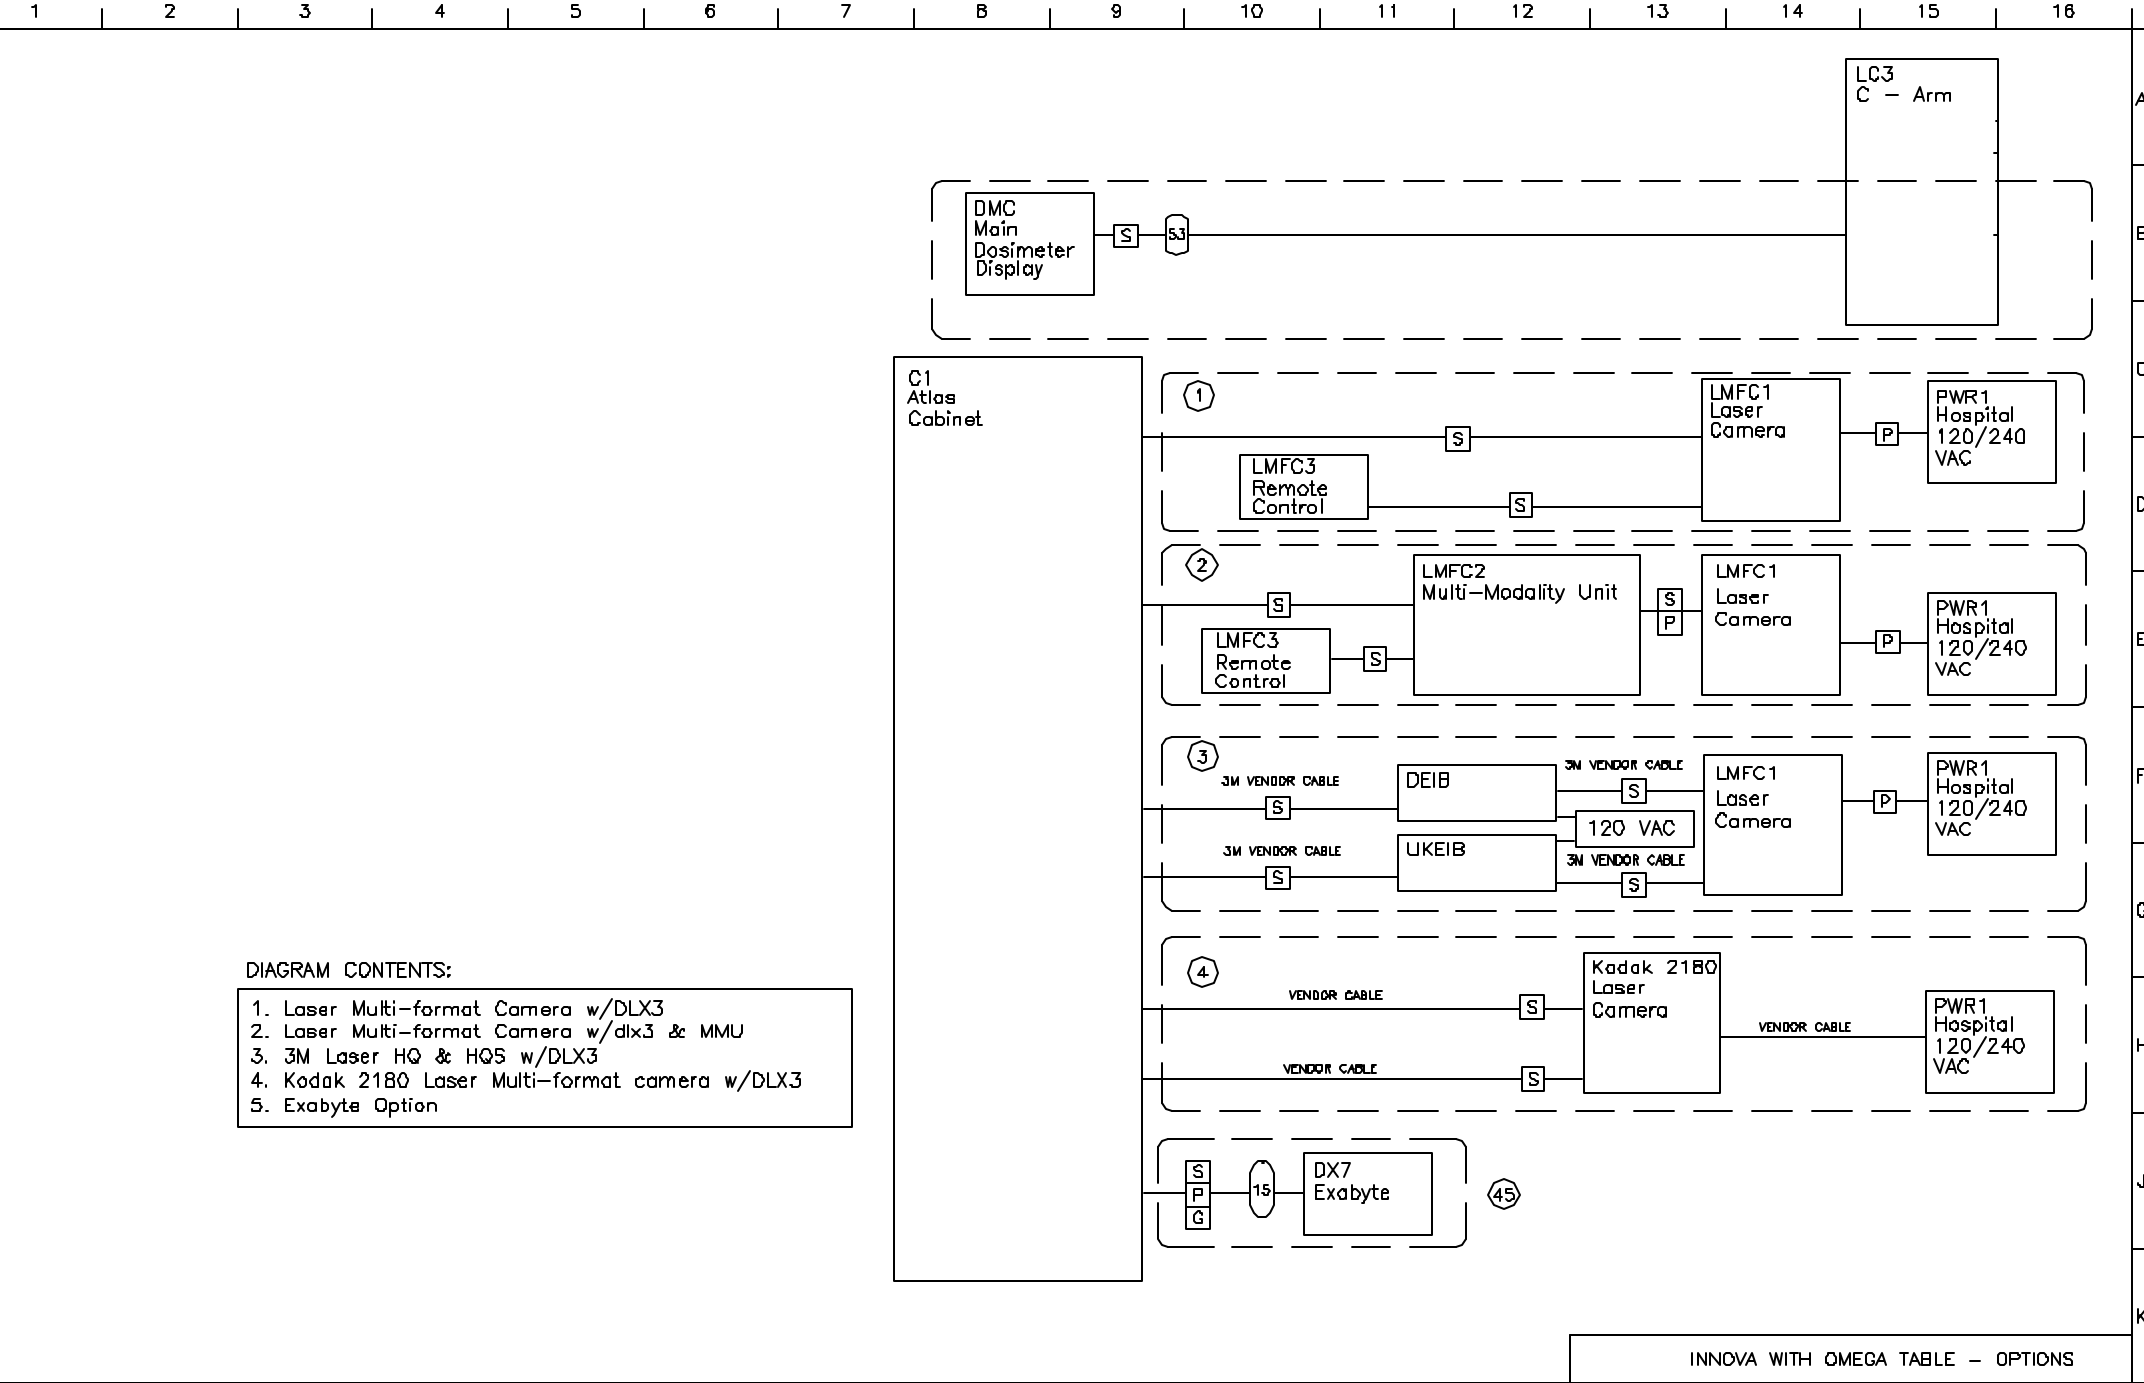 1 2 3 4 5 6 7 8 9 10 11 12 13 14 15 16
A
B
C
D
E
F
G
H
J
K
LC3
C - Arm
DMC
Main
Dosimeter
Display
S
53
C1
Atlas
Cabinet
1
S
LMFC3
Remote
Control
S
LMFC1
Laser
Camera
P
PWR1
Hospital
120/240
VAC
2
S
LMFC3
Remote
Control
S
LMFC2
Multi-Modality Unit
S
P
LMFC1
Laser
Camera
P
PWR1
Hospital
120/240
VAC
3
3M VENDOR CABLE
S
3M VENDOR CABLE
S
DEIB
UKEIB
3M VENDOR CABLE
S
120 VAC
3M VENDOR CABLE
S
LMFC1
Laser
Camera
P
PWR1
Hospital
120/240
VAC
4
VENDOR CABLE
S
VENDOR CABLE
S
Kodak 2180
Laser
Camera
VENDOR CABLE
PWR1
Hospital
120/240
VAC
S
P
G
15
DX7
Exabyte
45
DIAGRAM CONTENTS:
1. Laser Multi-format Camera w/DLX3
2. Laser Multi-format Camera w/dlx3 & MMU
3. 3M Laser HQ & HQS w/DLX3
4. Kodak 2180 Laser Multi-format camera w/DLX3
5. Exabyte Option
INNOVA WITH OMEGA TABLE - OPTIONS